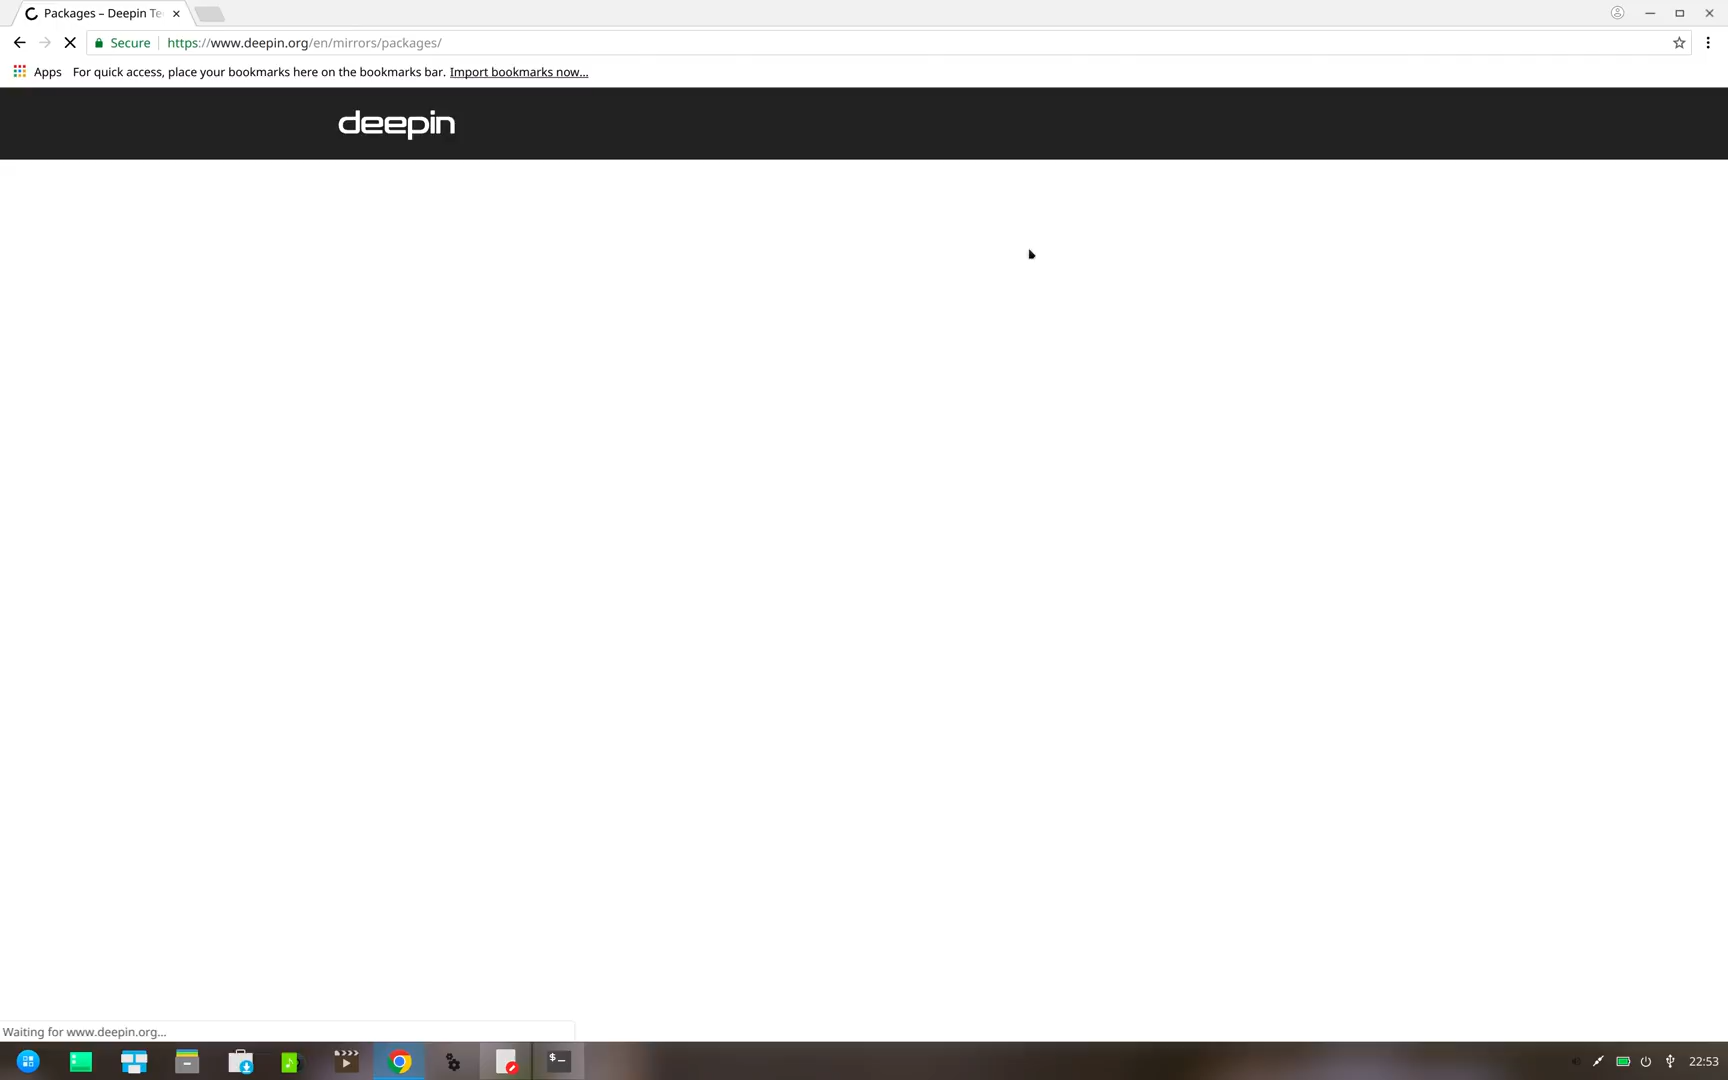 Packages – Deepin Te
Secure https://www.deepin.org/en/mirrors/packages/
Apps For quick access, place your bookmarks here on the bookmarks bar. Import bookmarks now...
deepin
Waiting for www.deepin.org...
$_
22:53